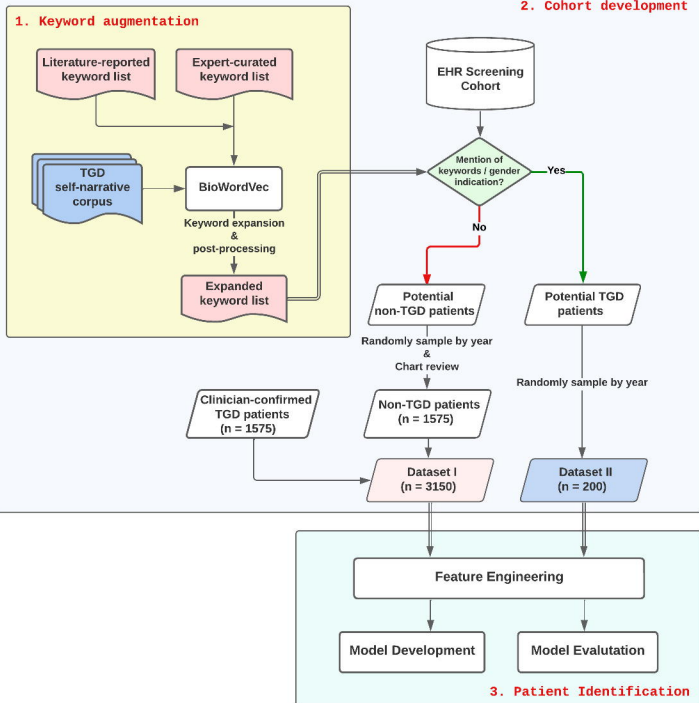 1. Keyword augmentation
2. Cohort development
Literature-reported
keyword list
Expert-curated
keyword list
TGD
self-narrative
corpus
BioWordVec
Keyword expansion
&
post-processing
Expanded
keyword list
EHR Screening
Cohort
Mention of
keywords / gender
indication?
Yes
No
Potential
non-TGD patients
Potential TGD
patients
Randomly sample by year
&
Chart review
Randomly sample by year
Clinician-confirmed
TGD patients
(n = 1575)
Non-TGD patients
(n = 1575)
Dataset I
(n = 3150)
Dataset II
(n = 200)
Feature Engineering
Model Development
Model Evalutation
3. Patient Identification